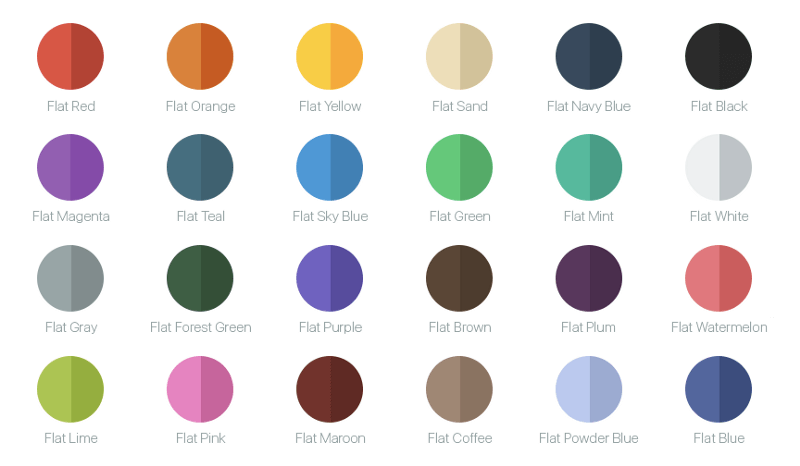 Flat Red
Flat Orange
Flat Yellow
Flat Sand
Flat Navy Blue
Flat Black
Flat Magenta
Flat Teal
Flat Sky Blue
Flat Green
Flat Mint
Flat White
Flat Gray
Flat Forest Green
Flat Purple
Flat Brown
Flat Plum
Flat Watermelon
Flat Lime
Flat Pink
Flat Maroon
Flat Coffee
Flat Powder Blue
Flat Blue